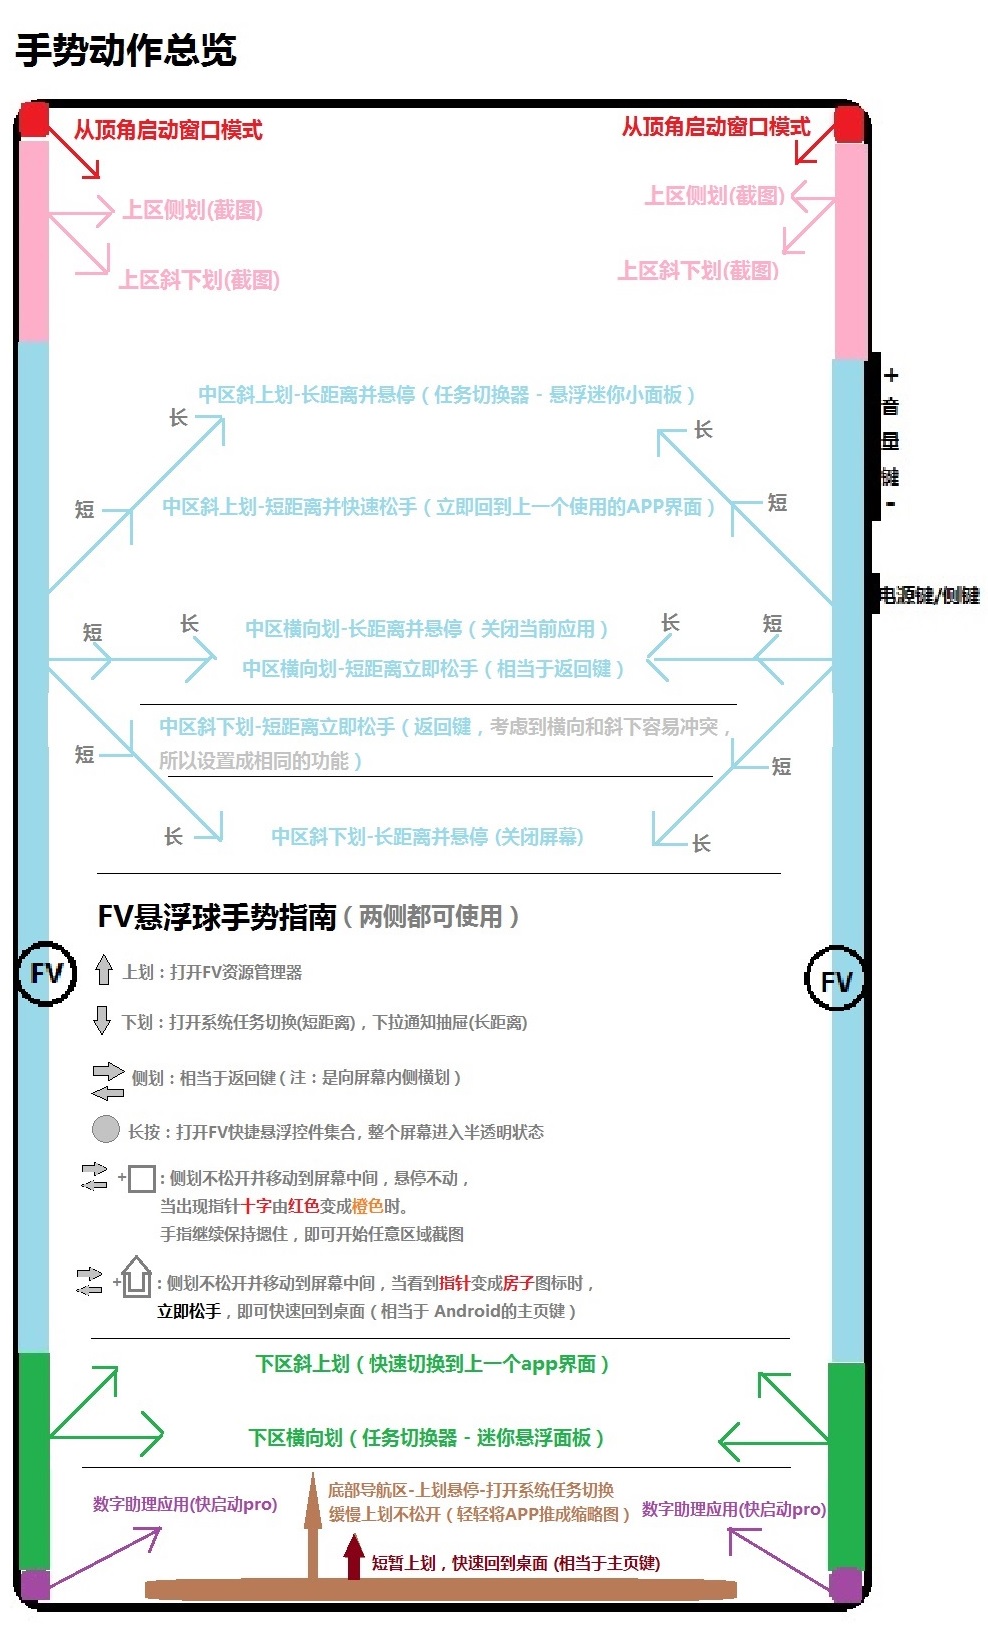 手势动作总览
从顶角启动窗口模式
从顶角启动窗口模式
上区侧划(截图)
上区侧划(截图)
上区斜下划(截图)
上区斜下划(截图)
+
音
量
键
-
中区斜上划-长距离并悬停（任务切换器 - 悬浮迷你小面板）
长
长
短
中区斜上划-短距离并快速松手（立即回到上一个使用的APP界面）
短
电源键/侧键
短
长
中区横向划-长距离并悬停（关闭当前应用）
长
短
中区横向划-短距离立即松手（相当于返回键）
中区斜下划-短距离立即松手（返回键，考虑到横向和斜下容易冲突，
所以设置成相同的功能）
短
短
长
中区斜下划-长距离并悬停 (关闭屏幕)
长
FV悬浮球手势指南（两侧都可使用）
FV
FV
上划：打开FV资源管理器
下划：打开系统任务切换(短距离)，下拉通知抽屉(长距离)
侧划：相当于返回键（注：是向屏幕内侧横划）
长按：打开FV快捷悬浮控件集合, 整个屏幕进入半透明状态
+ : 侧划不松开并移动到屏幕中间，悬停不动，
当出现指针十字由红色变成橙色时。
手指继续保持摁住，即可开始任意区域截图
+ : 侧划不松开并移动到屏幕中间，当看到指针变成房子图标时，
立即松手，即可快速回到桌面（相当于 Android的主页键）
下区斜上划（快速切换到上一个app界面）
下区横向划（任务切换器 - 迷你悬浮面板）
底部导航区-上划悬停-打开系统任务切换
缓慢上划不松开（轻轻将APP推成缩略图）
数字助理应用(快启动pro)
数字助理应用(快启动pro)
短暂上划，快速回到桌面 (相当于主页键)